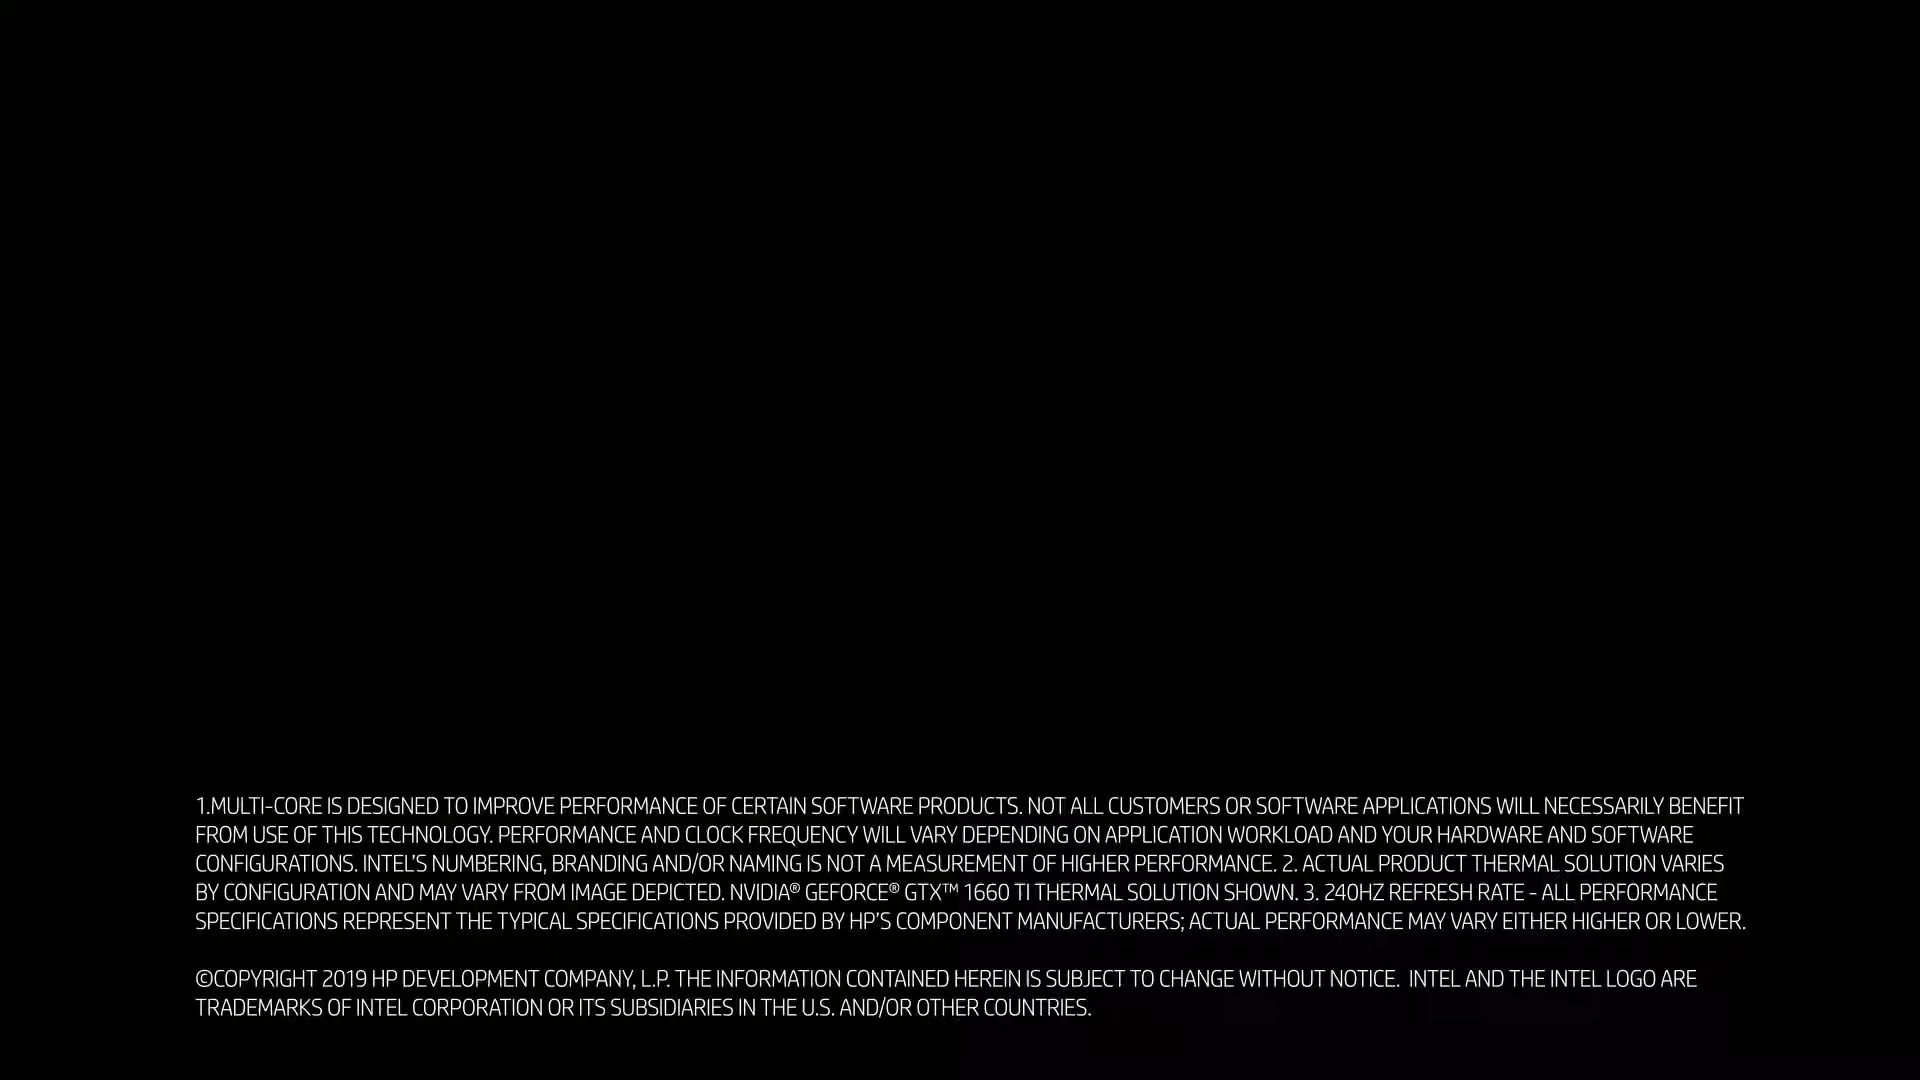 1.MULTI-CORE IS DESIGNED TO IMPROVE PERFORMANCE OF CERTAIN SOFTWARE PRODUCTS. NOT ALL CUSTOMERS OR SOFTWARE APPLICATIONS WILL NECESSARILY BENEFIT
FROM USE OF THIS TECHNOLOGY. PERFORMANCE AND CLOCK FREQUENCY WILL VARY DEPENDING ON APPLICATION WORKLOAD AND YOUR HARDWARE AND SOFTWARE
CONFIGURATIONS. INTEL'S NUMBERING, BRANDING AND/OR NAMING IS NOT A MEASUREMENT OF HIGHER PERFORMANCE. 2. ACTUAL PRODUCT THERMAL SOLUTION VARIES
BY CONFIGURATION AND MAY VARY FROM IMAGE DEPICTED. NVIDIA® GEFORCE® GTX™ 1660 TI THERMAL SOLUTION SHOWN. 3. 240HZ REFRESH RATE - ALL PERFORMANCE
SPECIFICATIONS REPRESENT THE TYPICAL SPECIFICATIONS PROVIDED BY HP'S COMPONENT MANUFACTURERS; ACTUAL PERFORMANCE MAY VARY EITHER HIGHER OR LOWER.
©COPYRIGHT 2019 HP DEVELOPMENT COMPANY, L.P. THE INFORMATION CONTAINED HEREIN IS SUBJECT TO CHANGE WITHOUT NOTICE.  INTEL AND THE INTEL LOGO ARE
TRADEMARKS OF INTEL CORPORATION OR ITS SUBSIDIARIES IN THE U.S. AND/OR OTHER COUNTRIES.